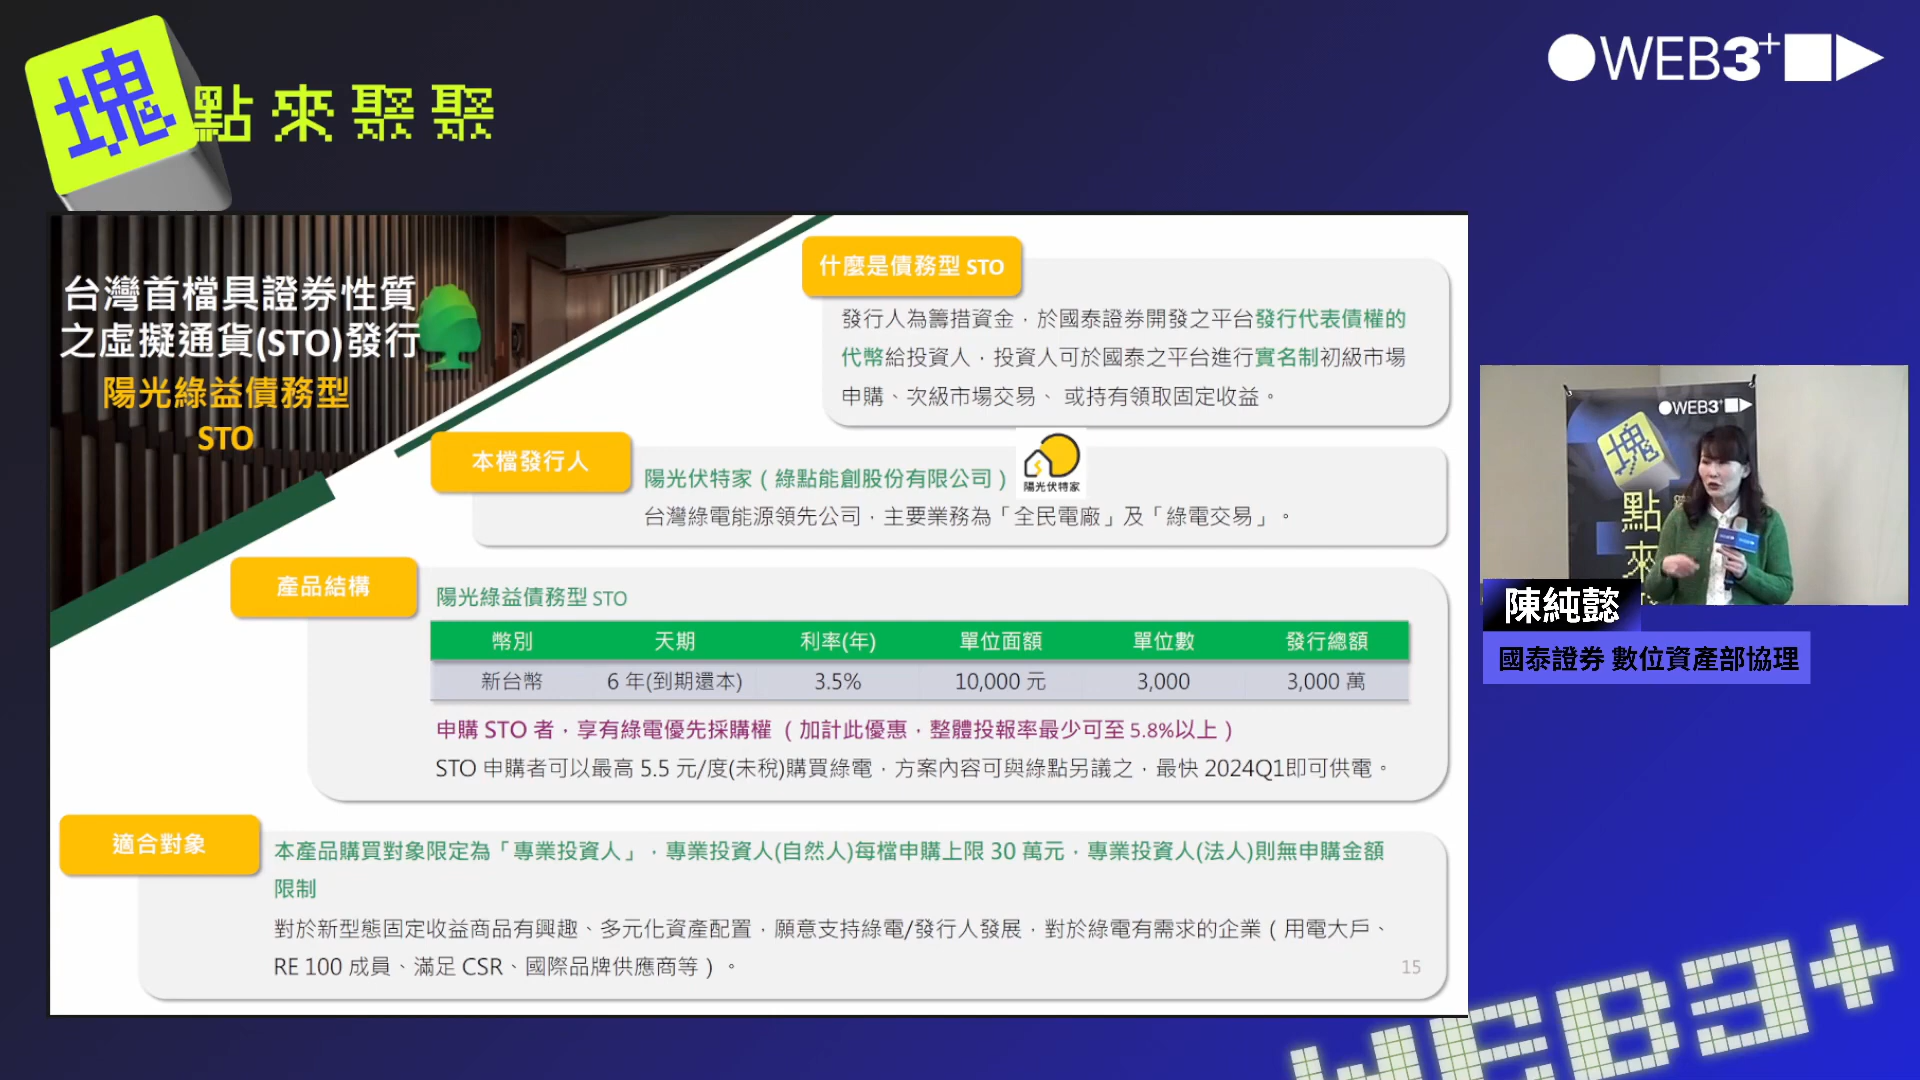 塊點來聚聚
WEB3+
台灣首檔具證券性質
之虛擬通貨(STO)發行
陽光綠益債務型
STO
什麼是債務型 STO
發行人為籌措資金，於國泰證券開發之平台發行代表債權的
代幣給投資人，投資人可於國泰之平台進行實名制初級市場
申購、次級市場交易、 或持有領取固定收益。
本檔發行人
陽光伏特家（綠點能創股份有限公司）
陽光伏特家
台灣綠電能源領先公司，主要業務為「全民電廠」及「綠電交易」。
產品結構
陽光綠益債務型 STO
幣別 天期 利率(年) 單位面額 單位數 發行總額
新台幣 6 年(到期還本) 3.5% 10,000 元 3,000 3,000 萬
申購 STO 者，享有綠電優先採購權（加計此優惠，整體投報率最少可至 5.8%以上）
STO 申購者可以最高 5.5 元/度(未稅)購買綠電，方案內容可與綠點另議之，最快 2024Q1即可供電。
適合對象
本產品購買對象限定為「專業投資人」，專業投資人(自然人)每檔申購上限 30 萬元，專業投資人(法人)則無申購金額
限制
對於新型態固定收益商品有興趣、多元化資產配置，願意支持綠電/發行人發展，對於綠電有需求的企業（用電大戶、
RE 100 成員、滿足 CSR、國際品牌供應商等）。
15
WEB3+
塊
點
來
陳純懿
國泰證券 數位資產部協理
WEB3+